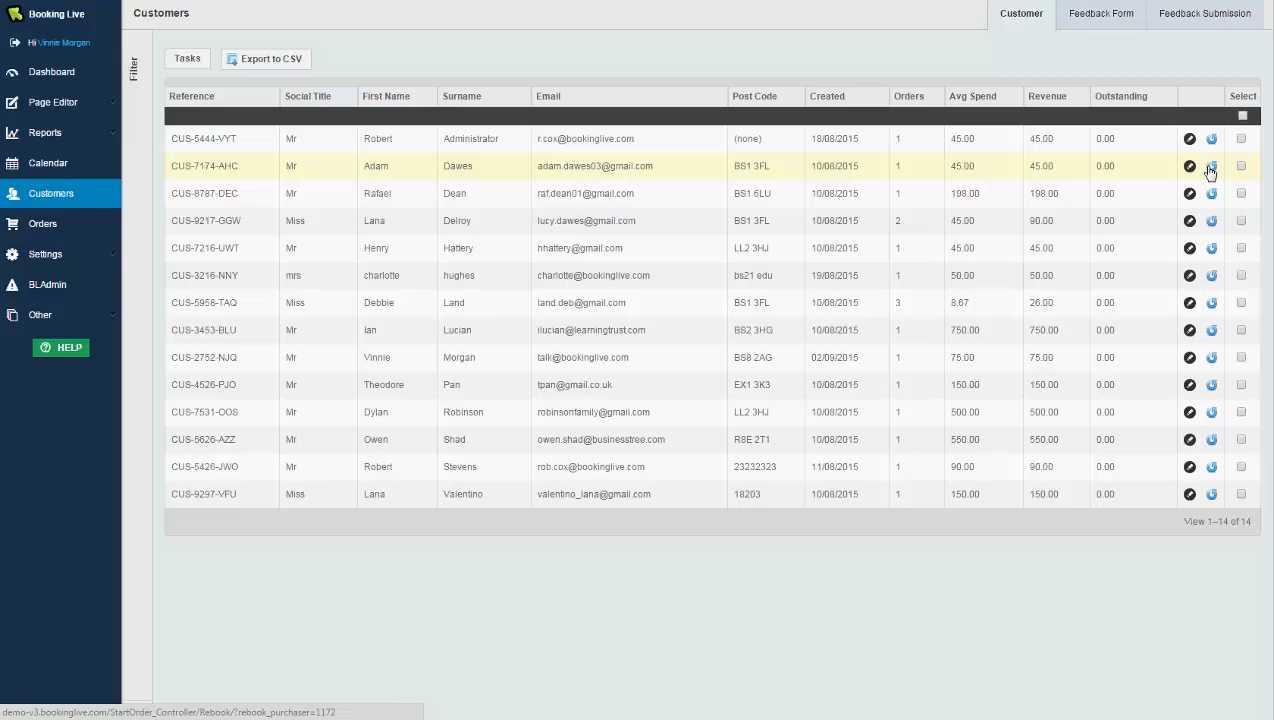 Booking Live
Customers
Customer
Feedback Form
Feedback Submission
Hi Vinnie Morgan
Dashboard
Page Editor
Reports
Calendar
Customers
Orders
Settings
BLAdmin
Other
HELP
Filter
Tasks
Export to CSV
Reference Social Title First Name Surname Email Post Code Created Orders Avg Spend Revenue Outstanding Select
CUS-5444-VYT Mr Robert Administrator r.cox@bookinglive.com (none) 18/08/2015 1 45.00 45.00 0.00
CUS-7174-AHC Mr Adam Dawes adam.dawes03@gmail.com BS1 3FL 10/08/2015 1 45.00 45.00 0.00
CUS-8787-DEC Mr Rafael Dean raf.dean01@gmail.com BS1 6LU 10/08/2015 1 198.00 198.00 0.00
CUS-9217-GGW Miss Lana Delroy lucy.dawes@gmail.com BS1 3FL 10/08/2015 2 45.00 90.00 0.00
CUS-7216-UWT Mr Henry Hattery hhattery@gmail.com LL2 3HJ 10/08/2015 1 45.00 45.00 0.00
CUS-3216-NNY mrs charlotte hughes charlotte@bookinglive.com bs21 edu 19/08/2015 1 50.00 50.00 0.00
CUS-5958-TAQ Miss Debbie Land land.deb@gmail.com BS1 3FL 10/08/2015 3 8.67 26.00 0.00
CUS-3453-BLU Mr Ian Lucian ilucian@learningtrust.com BS2 3HG 10/08/2015 1 750.00 750.00 0.00
CUS-2752-NJQ Mr Vinnie Morgan talk@bookinglive.com BS8 2AG 02/09/2015 1 75.00 75.00 0.00
CUS-4526-PJO Mr Theodore Pan tpan@gmail.co.uk EX1 3K3 10/08/2015 1 150.00 150.00 0.00
CUS-7531-OOS Mr Dylan Robinson robinsonfamily@gmail.com LL2 3HJ 10/08/2015 1 500.00 500.00 0.00
CUS-5626-AZZ Mr Owen Shad owen.shad@businesstree.com R8E 2T1 10/08/2015 1 550.00 550.00 0.00
CUS-5426-JWO Mr Robert Stevens rob.cox@bookinglive.com 23232323 11/08/2015 1 90.00 90.00 0.00
CUS-9297-VFU Miss Lana Valentino valentino_lana@gmail.com 18203 10/08/2015 1 150.00 150.00 0.00
View 1–14 of 14
demo-v3.bookinglive.com/StartOrder_Controller/Rebook/?rebook_purchaser=1172